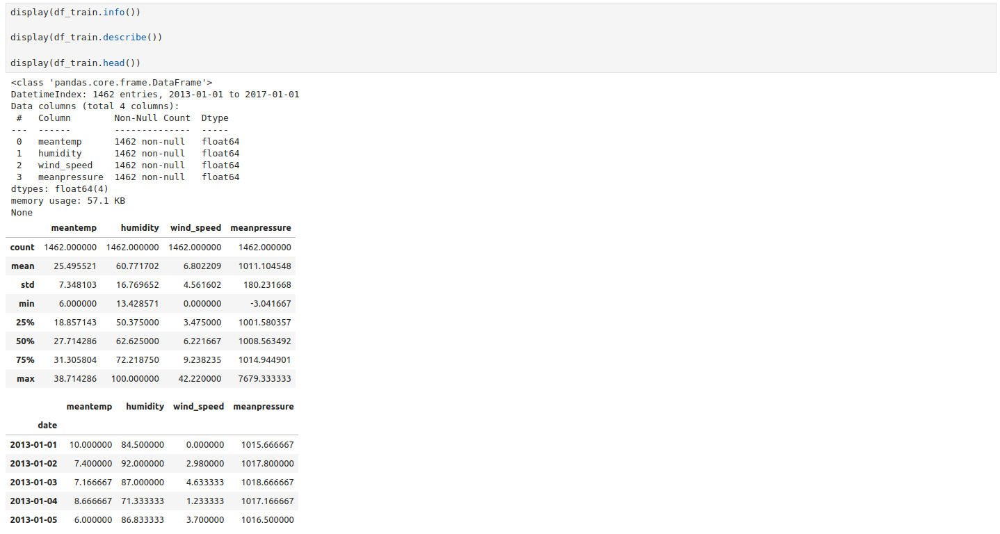 display(df_train.info())
display(df_train.describe())
display(df_train.head())
<class 'pandas.core.frame.DataFrame'>
DatetimeIndex: 1462 entries, 2013-01-01 to 2017-01-01
Data columns (total 4 columns):
 #   Column        Non-Null Count  Dtype
---  ------        --------------  -----
 0   meantemp      1462 non-null   float64
 1   humidity      1462 non-null   float64
 2   wind_speed    1462 non-null   float64
 3   meanpressure  1462 non-null   float64
dtypes: float64(4)
memory usage: 57.1 KB
None
meantemp humidity wind_speed meanpressure
count 1462.000000 1462.000000 1462.000000 1462.000000
mean 25.495521 60.771702 6.802209 1011.104548
std 7.348103 16.769652 4.561602 180.231668
min 6.000000 13.428571 0.000000 -3.041667
25% 18.857143 50.375000 3.475000 1001.580357
50% 27.714286 62.625000 6.221667 1008.563492
75% 31.305804 72.218750 9.238235 1014.944901
max 38.714286 100.000000 42.220000 7679.333333
meantemp humidity wind_speed meanpressure
date
2013-01-01 10.000000 84.500000 0.000000 1015.666667
2013-01-02 7.400000 92.000000 2.980000 1017.800000
2013-01-03 7.166667 87.000000 4.633333 1018.666667
2013-01-04 8.666667 71.333333 1.233333 1017.166667
2013-01-05 6.000000 86.833333 3.700000 1016.500000